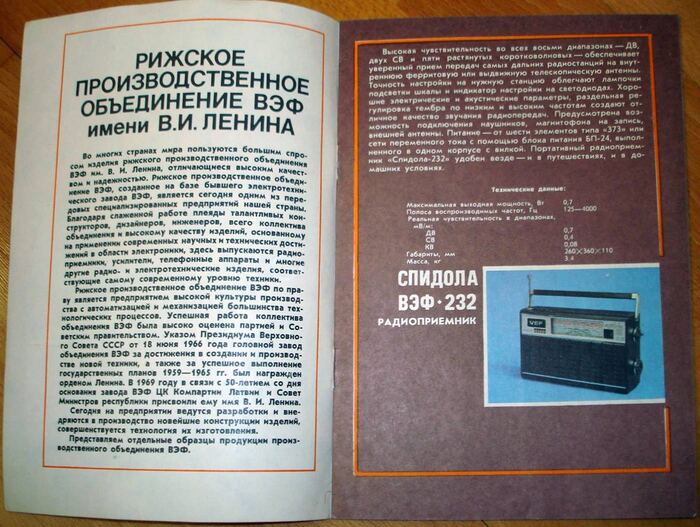 РИЖСКОЕ
ПРОИЗВОДСТВЕННОЕ
ОБЪЕДИНЕНИЕ ВЭФ
имени В.И. ЛЕНИНА
Во многих странах мира пользуются большим спро-
сом изделия рижского производственного объединения
ВЭФ им. В. И. Ленина, отличающиеся высоким качест-
вом и надежностью. Рижское производственное объеди-
нение ВЭФ, созданное на базе бывшего электротехни-
ческого завода ВЭФ, является сегодня одним из пере-
довых специализированных предприятий нашей страны.
Благодаря слаженной работе плеяды талантливых кон-
структоров, дизайнеров, инженеров, всего коллектива
объединения и высокому качеству изделий, основанному
на применении современных научных и технических дости-
жений в области электроники, здесь выпускаются радио-
приемники, усилители, телефонные аппараты и многие
другие радио- и электротехнические изделия, соответ-
ствующие самому современному уровню техники.
Рижское производственное объединение ВЭФ по пра-
ву является предприятием высокой культуры производст-
ва с автоматизацией и механизацией большинства тех-
нологических процессов. Успешная работа коллектива
объединения ВЭФ была высоко оценена партией и Со-
ветским правительством. Указом Президиума Верховно-
го Совета СССР от 18 июня 1966 года головной завод
объединения ВЭФ за достижения в создании и производст-
ве новой техники, а также за успешное выполнение
государственных планов 1959—1965 гг. был награжден
орденом Ленина. В 1969 году в связи с 50-летием со дня
основания завода ВЭФ ЦК Компартии Латвии и Совет
Министров республики присвоили ему имя В. И. Ленина.
Сегодня на предприятии ведутся разработки и вне-
дряются в производство новейшие конструкции изделий,
совершенствуется технология их изготовления.
Представляем отдельные образцы продукции произ-
водственного объединения ВЭФ.
Высокая чувствительность во всех восьми диапазонах — ДВ,
двух СВ и пяти растянутых коротковолновых — обеспечивает
уверенный прием передач самых дальних радиостанций на внут-
реннюю ферритовую или выдвижную телескопическую антенны.
Точность настройки на нужную станцию облегчают лампочки
подсветки шкалы и индикатор настройки на светодиодах. Хоро-
шие электрические и акустические параметры, раздельная ре-
гулировка тембра по низким и высоким частотам создают от-
личное качество звучания радиопередач. Предусмотрена воз-
можность подключения наушников, магнитофона на запись,
внешней антенны. Питание — от шести элементов типа «373» или
сети переменного тока с помощью блока питания БП-24, выпол-
ненного в одном корпусе с вилкой. Портативный радиоприем-
ник «Спидола-232» удобен везде — и в путешествиях, и в до-
машних условиях.
Технические данные:
Максимальная выходная мощность, Вт 0,7
Полоса воспроизводимых частот, Гц 125—4000
Реальная чувствительность в диапазонах,
мВ/м:
ДВ 0,7
СВ 0,4
КВ 0,08
Габариты, мм 260×360×110
Масса, кг 3,4
СПИДОЛА
ВЭФ·232
РАДИОПРИЕМНИК
VEF